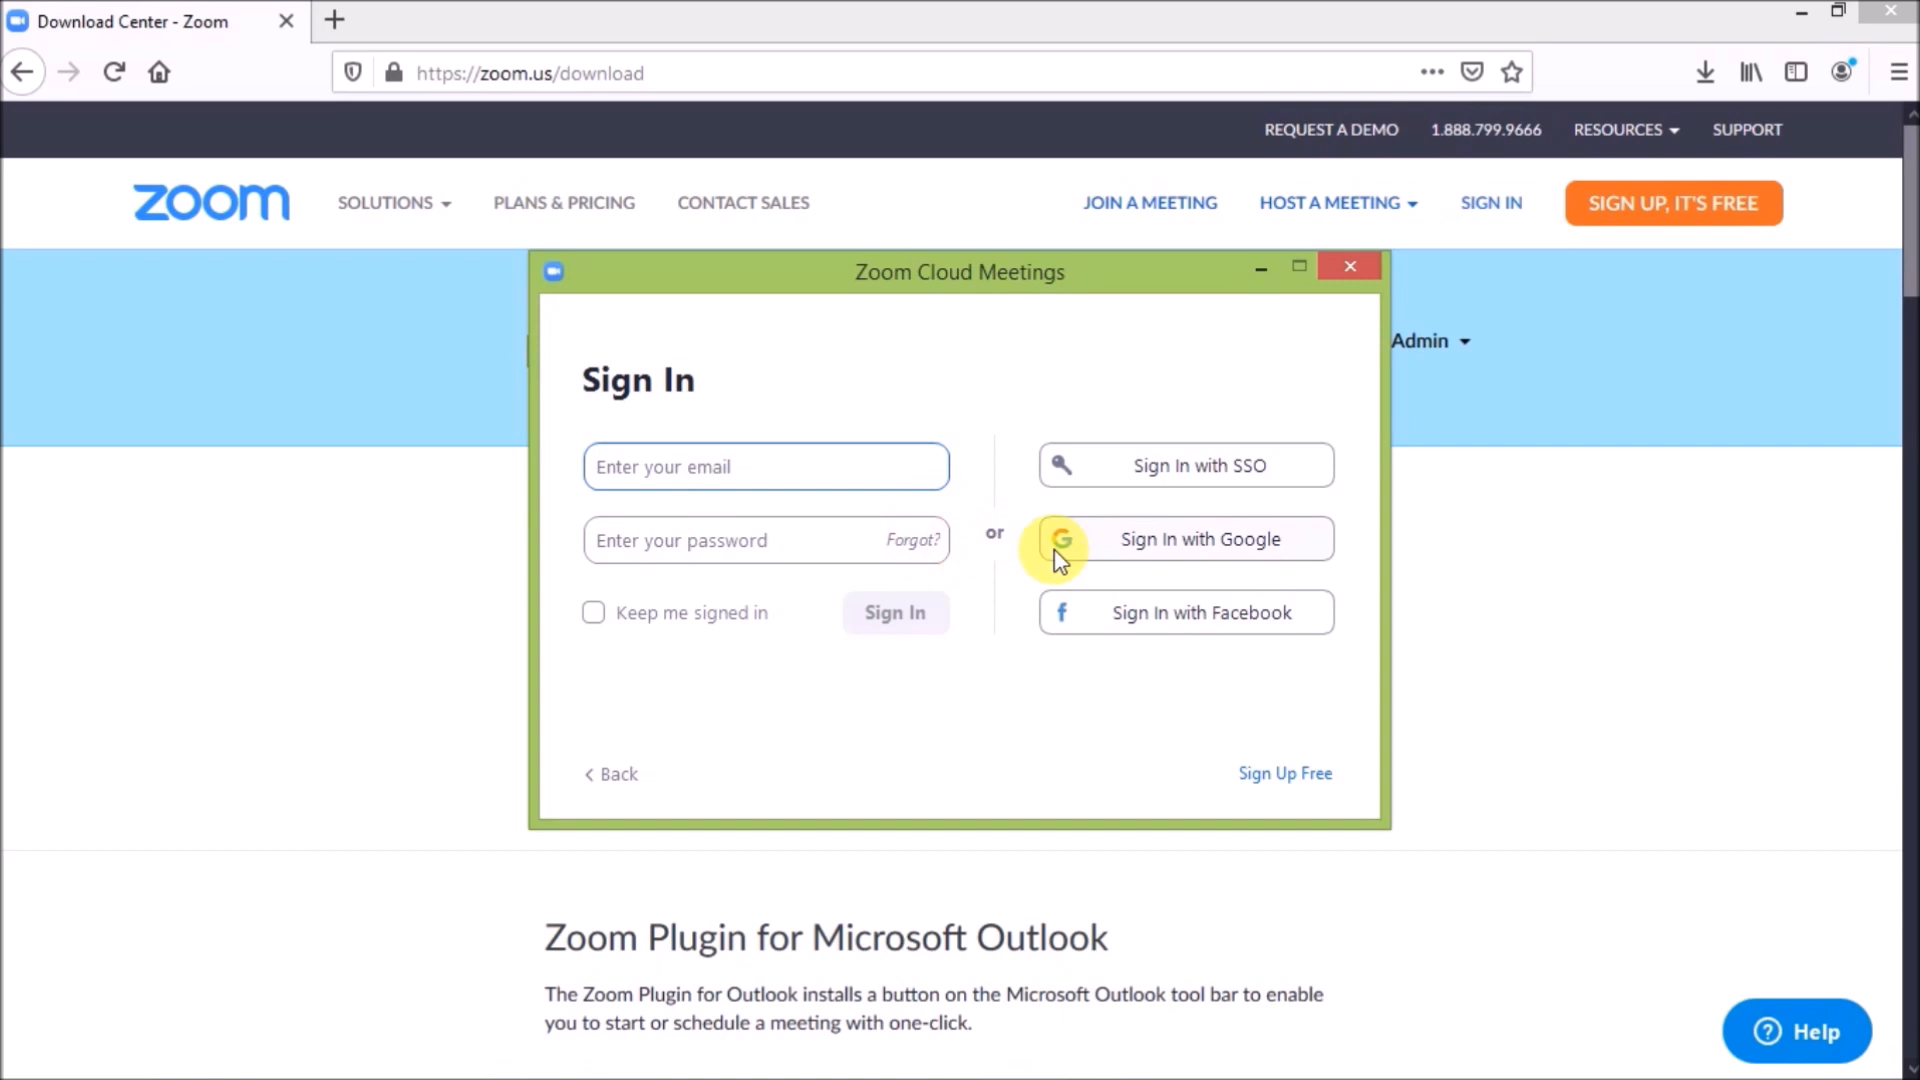 Download Center - Zoom
https://zoom.us/download
REQUEST A DEMO 1.888.799.9666 RESOURCES SUPPORT
zoom SOLUTIONS PLANS & PRICING CONTACT SALES JOIN A MEETING HOST A MEETING SIGN IN SIGN UP, IT'S FREE
Zoom Cloud Meetings
Admin
Sign In
Enter your email
Sign In with SSO
Enter your password Forgot?
or
Sign In with Google
Keep me signed in Sign In
Sign In with Facebook
Back
Sign Up Free
Zoom Plugin for Microsoft Outlook
The Zoom Plugin for Outlook installs a button on the Microsoft Outlook tool bar to enable
you to start or schedule a meeting with one-click.
Help